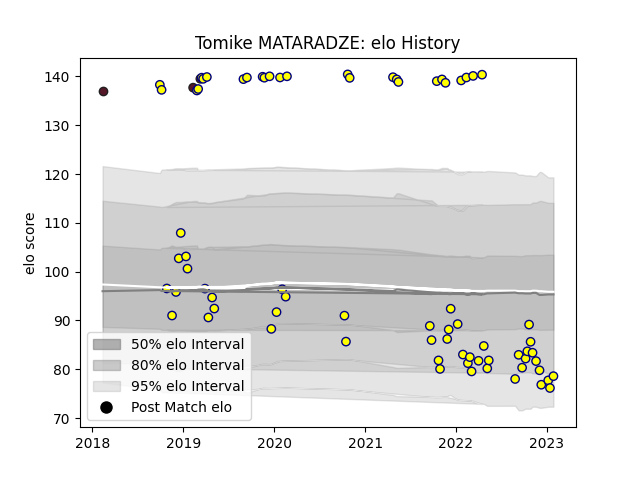 Tomike MATARADZE: elo History
elo score
140
130
120
110
100
90
80
70
50% elo Interval
80% elo Interval
95% elo Interval
Post Match elo
2018 2019 2020 2021 2022 2023